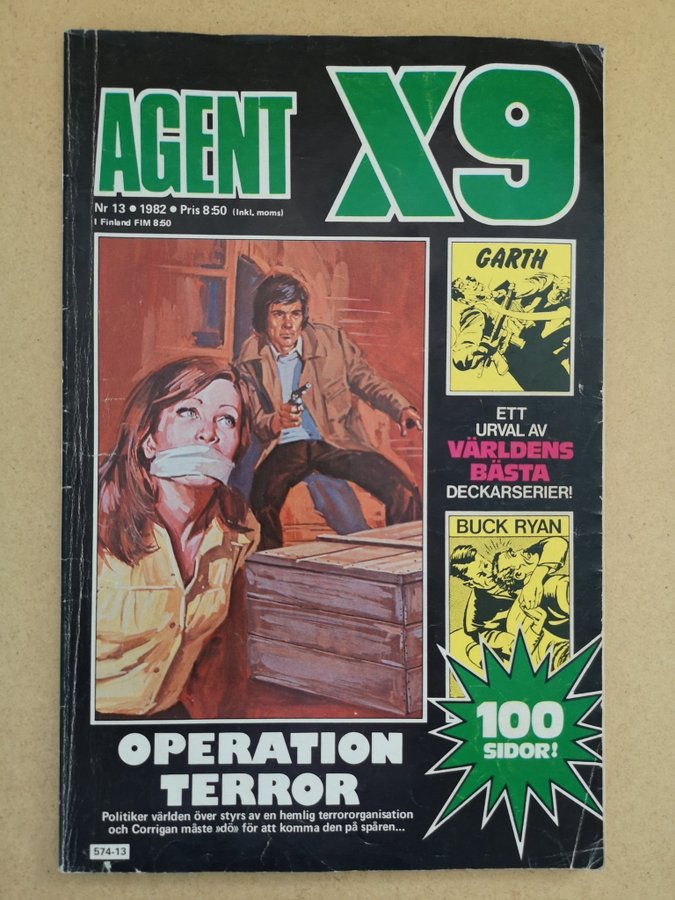 AGENT X9
Nr 13 • 1982 • Pris 8:50 (Inkl. moms)
I Finland FIM 8:50
GARTH
ETT
URVAL AV
VÄRLDENS
BÄSTA
DECKARSERIER!
BUCK RYAN
100
SIDOR!
OPERATION
TERROR
Politiker världen över styrs av en hemlig terrororganisation
och Corrigan måste »dö» för att komma den på spåren...
574-13